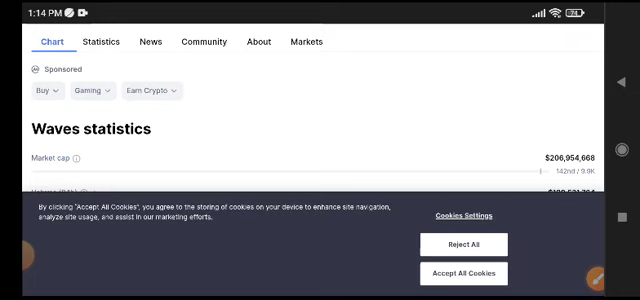 1:14 PM
74
Chart Statistics News Community About Markets
Sponsored
Buy Gaming Earn Crypto
Waves statistics
Market cap $206,954,668
142nd / 9.9K
By clicking "Accept All Cookies", you agree to the storing of cookies on your device to enhance site navigation,
analyze site usage, and assist in our marketing efforts.
Cookies Settings
Reject All
Accept All Cookies